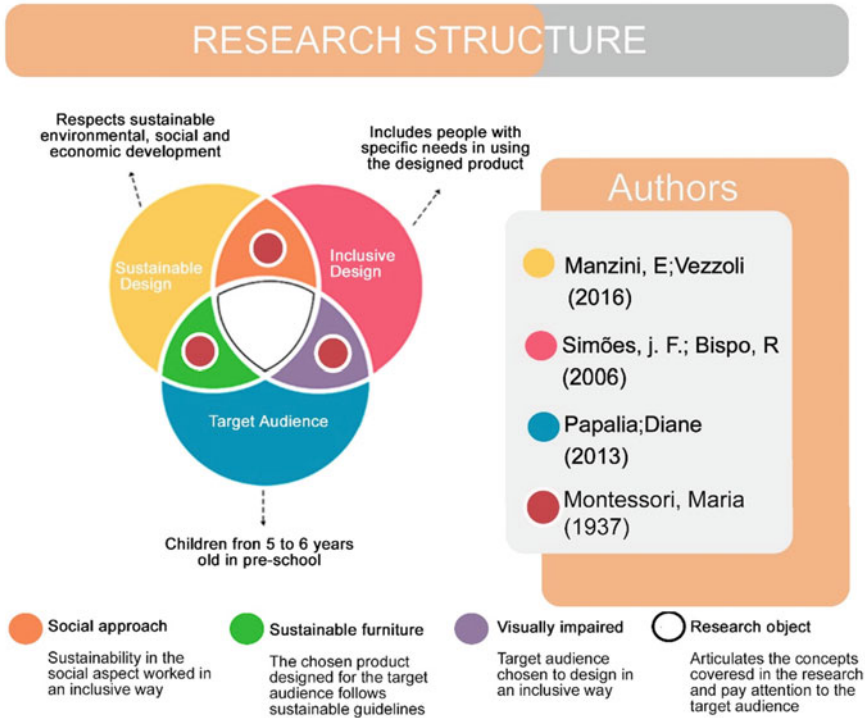 RESEARCH STRUCTURE
Respects sustainable
environmental, social and
economic development
Includes people with
specific needs in using
the designed product
Sustainable
Design
Inclusive
Design
Target Audience
Children fron 5 to 6 years
old in pre-school
Authors
Manzini, E;Vezzoli
(2016)
Simões, j. F.; Bispo, R
(2006)
Papalia;Diane
(2013)
Montessori, Maria
(1937)
Social approach
Sustainability in the
social aspect worked in
an inclusive way
Sustainable furniture
The chosen product
designed for the target
audience follows
sustainable guidelines
Visually impaired
Target audience
chosen to design in
an inclusive way
Research object
Articulates the concepts
coveresd in the research
and pay attention to the
target audience